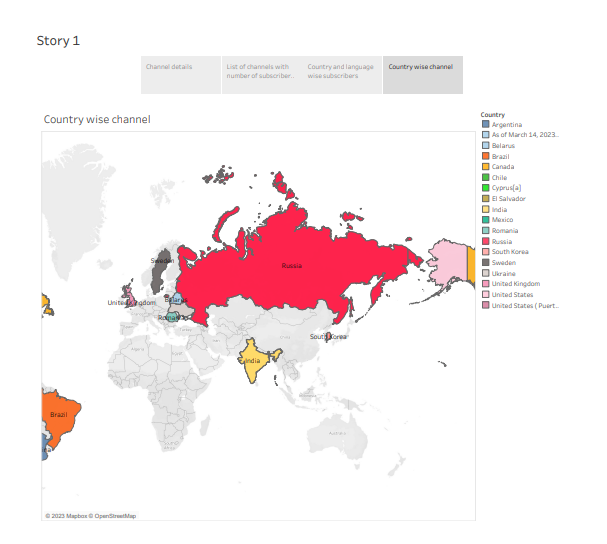 Story 1
Channel details
List of channels with
number of subscriber..
Country and language
wise subscribers
Country wise channel
Country wise channel
Country
Argentina
As of March 14, 2023..
Belarus
Brazil
Canada
Chile
Cyprus[a]
El Salvador
India
Mexico
Romania
Russia
South Korea
Sweden
Ukraine
United Kingdom
United States
United States ( Puert..
Sweden
Russia
United Kingdom
Belarus
Romania
South Korea
India
Brazil
© 2023 Mapbox © OpenStreetMap